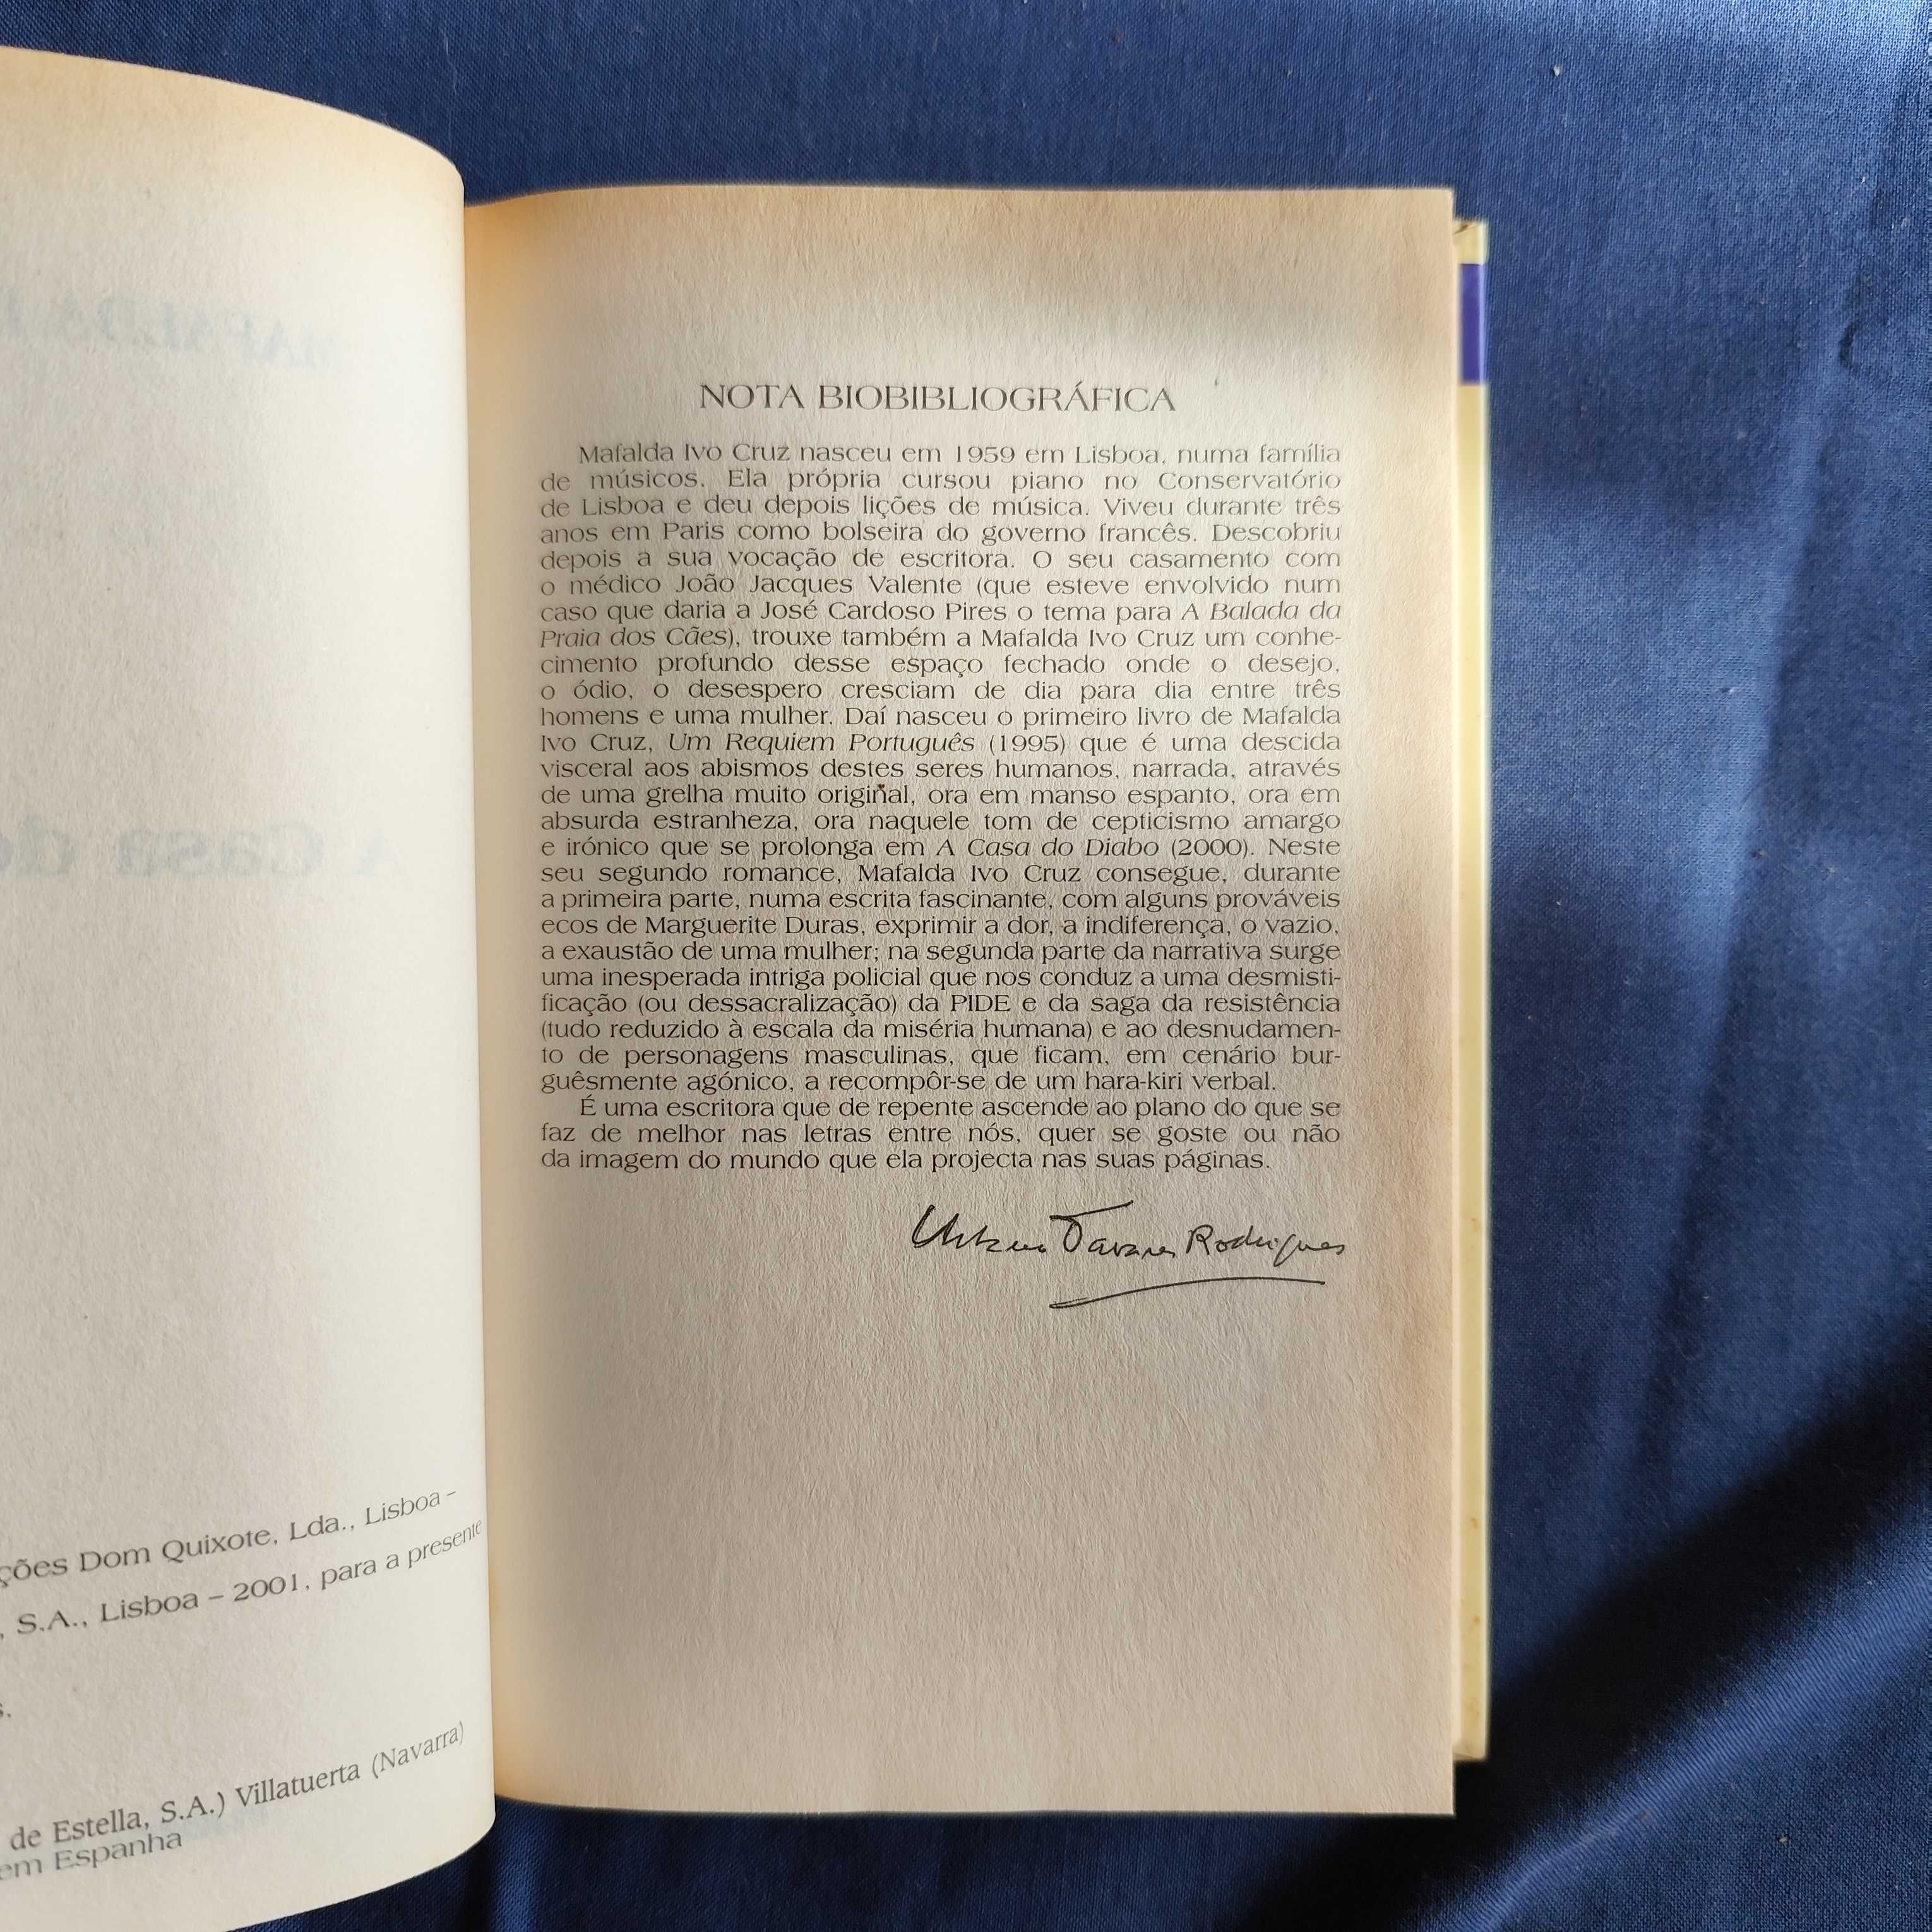 MAFALDA
A Casa do
ções Dom Quixote, Lda., Lisboa –
, S.A., Lisboa – 2001, para a presente
s.
de Estella, S.A.) Villatuerta (Navarra)
em Espanha
NOTA BIOBIBLIOGRÁFICA
Mafalda Ivo Cruz nasceu em 1959 em Lisboa, numa família
de músicos. Ela própria cursou piano no Conservatório
de Lisboa e deu depois lições de música. Viveu durante três
anos em Paris como bolseira do governo francês. Descobriu
depois a sua vocação de escritora. O seu casamento com
o médico João Jacques Valente (que esteve envolvido num
caso que daria a José Cardoso Pires o tema para A Balada da
Praia dos Cães), trouxe também a Mafalda Ivo Cruz um conhe-
cimento profundo desse espaço fechado onde o desejo,
o ódio, o desespero cresciam de dia para dia entre três
homens e uma mulher. Daí nasceu o primeiro livro de Mafalda
Ivo Cruz, Um Requiem Português (1995) que é uma descida
visceral aos abismos destes seres humanos, narrada, através
de uma grelha muito original, ora em manso espanto, ora em
absurda estranheza, ora naquele tom de cepticismo amargo
e irónico que se prolonga em A Casa do Diabo (2000). Neste
seu segundo romance, Mafalda Ivo Cruz consegue, durante
a primeira parte, numa escrita fascinante, com alguns prováveis
ecos de Marguerite Duras, exprimir a dor, a indiferença, o vazio,
a exaustão de uma mulher; na segunda parte da narrativa surge
uma inesperada intriga policial que nos conduz a uma desmisti-
ficação (ou dessacralização) da PIDE e da saga da resistência
(tudo reduzido à escala da miséria humana) e ao desnudamen-
to de personagens masculinas, que ficam, em cenário bur-
guêsmente agónico, a recompôr-se de um hara-kiri verbal.
É uma escritora que de repente ascende ao plano do que se
faz de melhor nas letras entre nós, quer se goste ou não
da imagem do mundo que ela projecta nas suas páginas.
Urbano Tavares Rodrigues